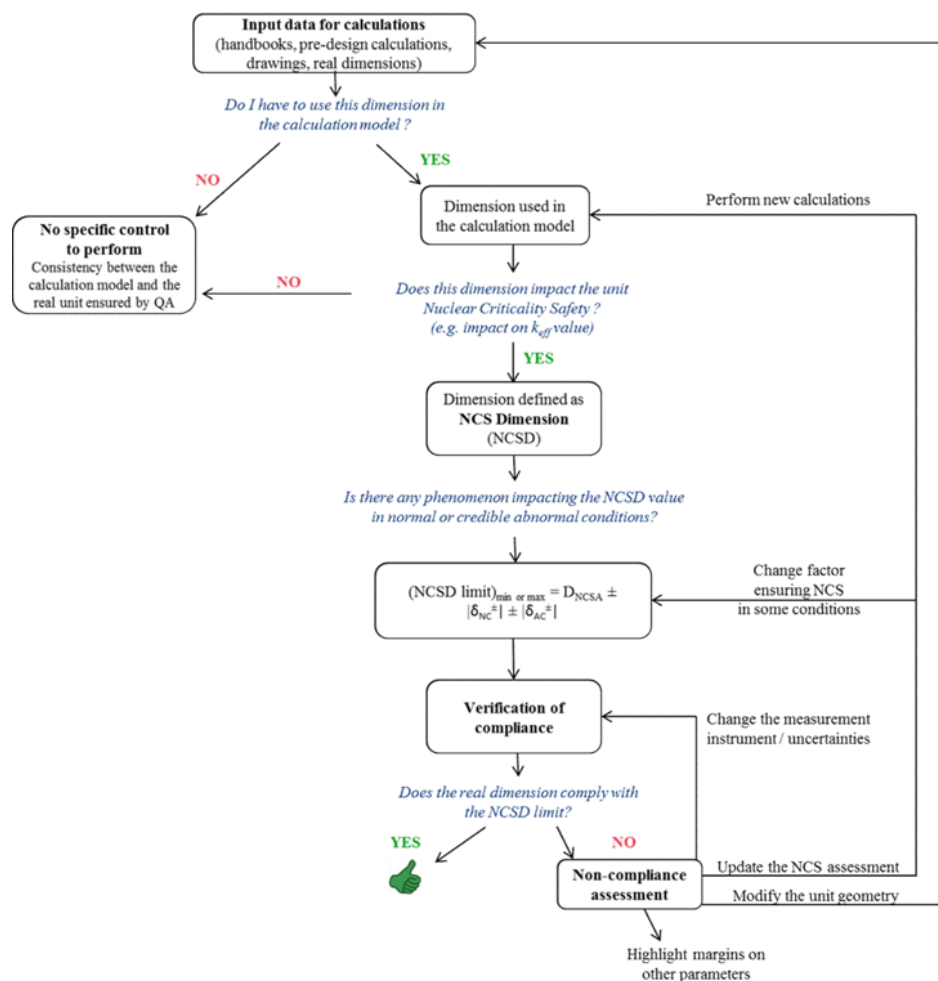 Input data for calculations
(handbooks, pre-design calculations,
drawings, real dimensions)
Do I have to use this dimension in
the calculation model ?
NO
YES
Dimension used in
the calculation model
Perform new calculations
No specific control
to perform
Consistency between the
calculation model and the
real unit ensured by QA
NO
Does this dimension impact the unit
Nuclear Criticality Safety ?
(e.g. impact on keff value)
YES
Dimension defined as
NCS Dimension
(NCSD)
Is there any phenomenon impacting the NCSD value
in normal or credible abnormal conditions?
(NCSD limit)min or max = DNCSA ±
|δNC±| ± |δAC±|
Change factor
ensuring NCS
in some conditions
Verification of
compliance
Change the measurement
instrument / uncertainties
Does the real dimension comply with
the NCSD limit?
YES
NO
Non-compliance
assessment
Update the NCS assessment
Modify the unit geometry
Highlight margins on
other parameters